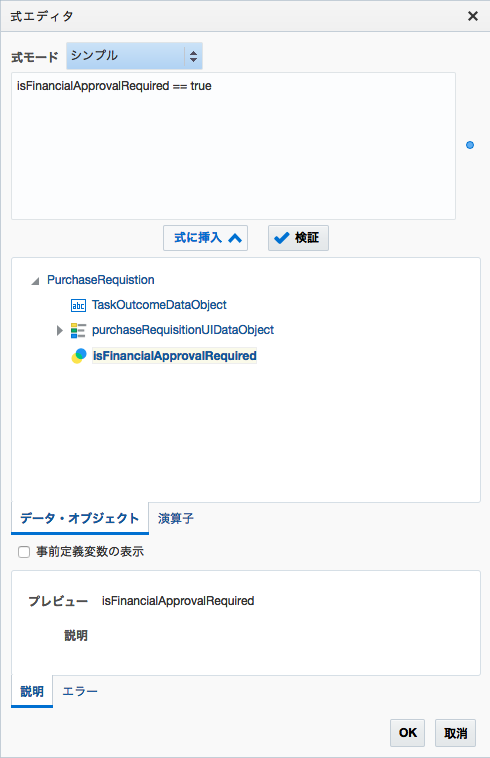 式エディタ
式モード シンプル
isFinancialApprovalRequired == true
式に挿入 検証
PurchaseRequistion
abc TaskOutcomeDataObject
purchaseRequisitionUIDataObject
isFinancialApprovalRequired
データ・オブジェクト 演算子
事前定義変数の表示
プレビュー isFinancialApprovalRequired
説明
説明 エラー
OK 取消